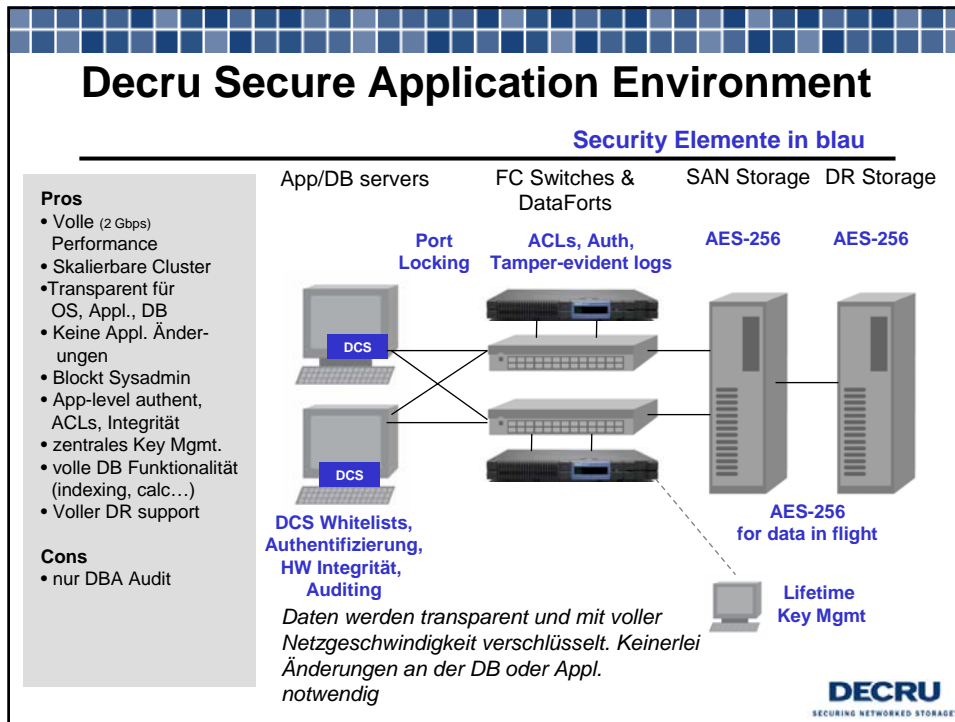 Decru Secure Application Environment
Security Elemente in blau
Pros
• Volle (2 Gbps)
Performance
• Skalierbare Cluster
•Transparent für
OS, Appl., DB
• Keine Appl. Änder-
ungen
• Blockt Sysadmin
• App-level authent,
ACLs, Integrität
• zentrales Key Mgmt.
• volle DB Funktionalität
(indexing, calc…)
• Voller DR support
Cons
• nur DBA Audit
App/DB servers
FC Switches &
DataForts
SAN Storage
DR Storage
Port
Locking
ACLs, Auth,
Tamper-evident logs
AES-256
AES-256
DCS
DCS
DCS Whitelists,
Authentifizierung,
HW Integrität,
Auditing
AES-256
for data in flight
Lifetime
Key Mgmt
Daten werden transparent und mit voller
Netzgeschwindigkeit verschlüsselt. Keinerlei
Änderungen an der DB oder Appl.
notwendig
DECRU
SECURING NETWORKED STORAGE